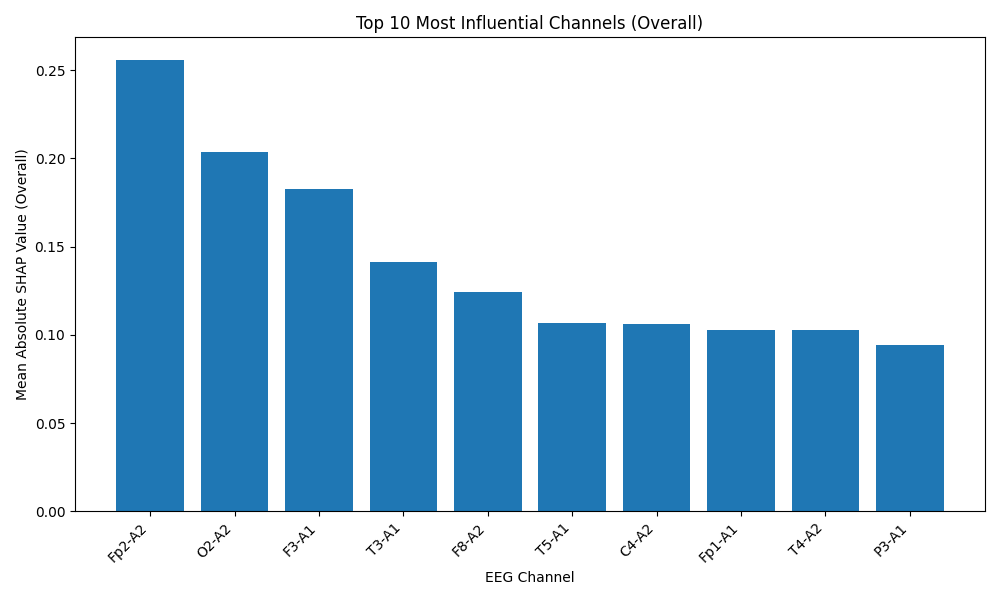 Top 10 Most Influential Channels (Overall)
Mean Absolute SHAP Value (Overall)
0.25
0.20
0.15
0.10
0.05
0.00
Fp2-A2
O2-A2
F3-A1
T3-A1
F8-A2
T5-A1
C4-A2
Fp1-A1
T4-A2
P3-A1
EEG Channel